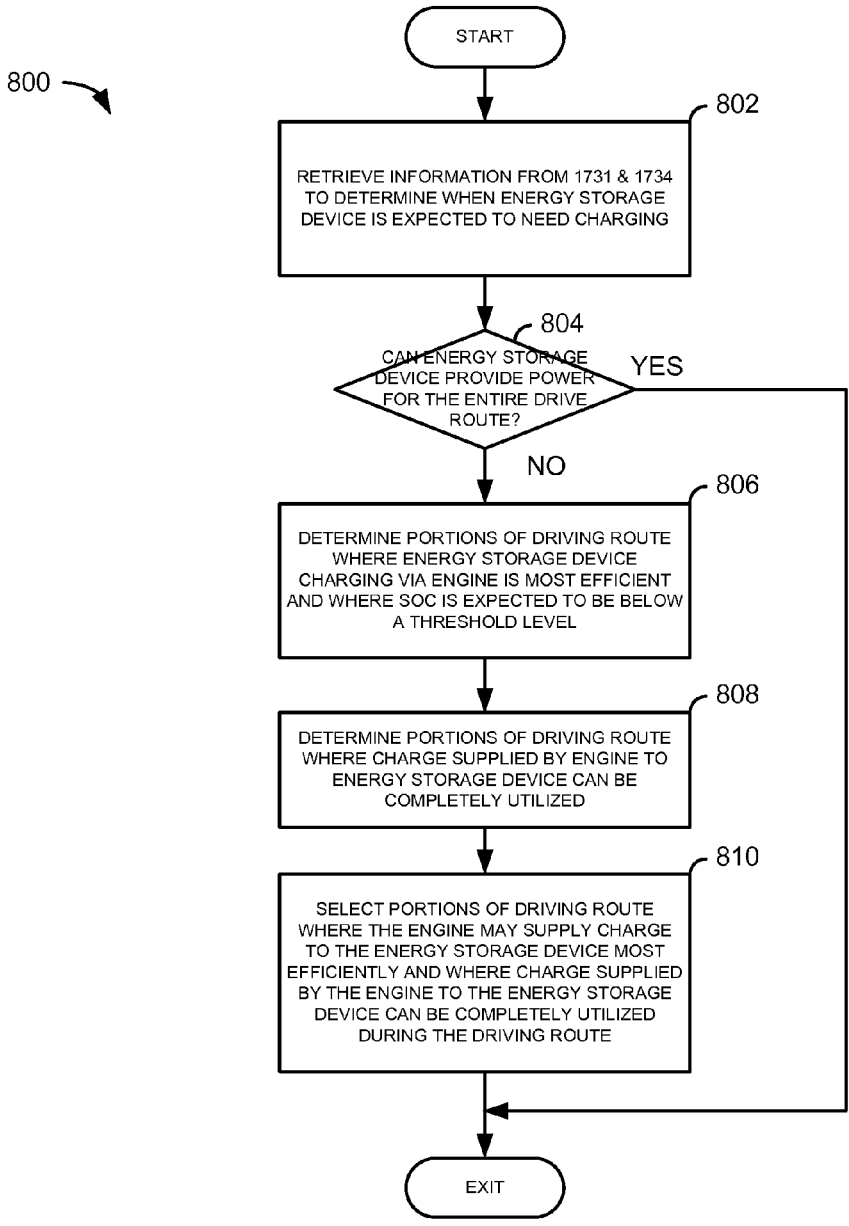 START
800
802
RETRIEVE INFORMATION FROM 1731 & 1734
TO DETERMINE WHEN ENERGY STORAGE
DEVICE IS EXPECTED TO NEED CHARGING
804
CAN ENERGY STORAGE
DEVICE PROVIDE POWER
FOR THE ENTIRE DRIVE
ROUTE?
YES
NO
806
DETERMINE PORTIONS OF DRIVING ROUTE
WHERE ENERGY STORAGE DEVICE
CHARGING VIA ENGINE IS MOST EFFICIENT
AND WHERE SOC IS EXPECTED TO BE BELOW
A THRESHOLD LEVEL
808
DETERMINE PORTIONS OF DRIVING ROUTE
WHERE CHARGE SUPPLIED BY ENGINE TO
ENERGY STORAGE DEVICE CAN BE
COMPLETELY UTILIZED
810
SELECT PORTIONS OF DRIVING ROUTE
WHERE THE ENGINE MAY SUPPLY CHARGE
TO THE ENERGY STORAGE DEVICE MOST
EFFICIENTLY AND WHERE CHARGE SUPPLIED
BY THE ENGINE TO THE ENERGY STORAGE
DEVICE CAN BE COMPLETELY UTILIZED
DURING THE DRIVING ROUTE
EXIT